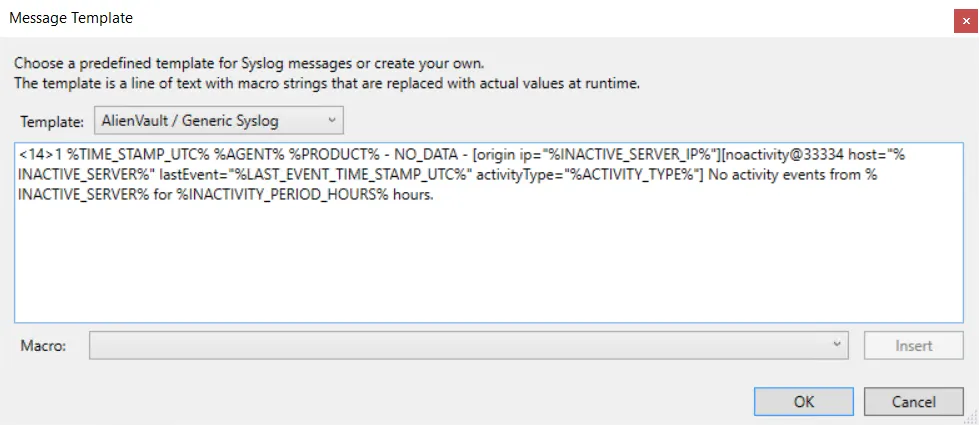 Message Template
Choose a predefined template for Syslog messages or create your own.
The template is a line of text with macro strings that are replaced with actual values at runtime.
Template: AlienVault / Generic Syslog
<14>1 %TIME_STAMP_UTC% %AGENT% %PRODUCT% - NO_DATA - [origin ip="%INACTIVE_SERVER_IP%"][noactivity@33334 host="%
INACTIVE_SERVER%" lastEvent="%LAST_EVENT_TIME_STAMP_UTC%" activityType="%ACTIVITY_TYPE%"] No activity events from %
INACTIVE_SERVER% for %INACTIVITY_PERIOD_HOURS% hours.
Macro: Insert
OK Cancel